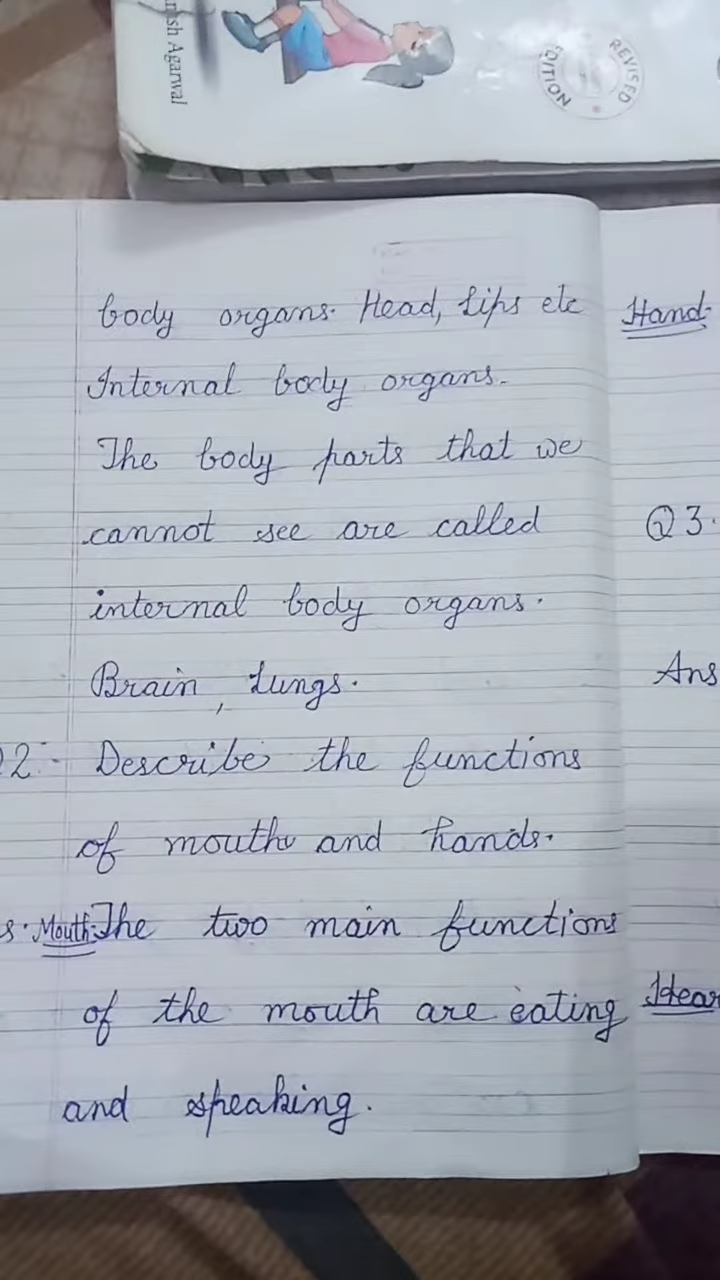 nish Agarwal
REVISED
EDITION
body organs. Head, Lips etc
Internal body organs.
The body parts that we
cannot see are called
internal body organs.
Brain, Lungs.
2:- Describe the functions
of mouth and hands.
s. Mouth:The two main functions
of the mouth are eating
and speaking.
Hand-
Q3.
Ans
Hear